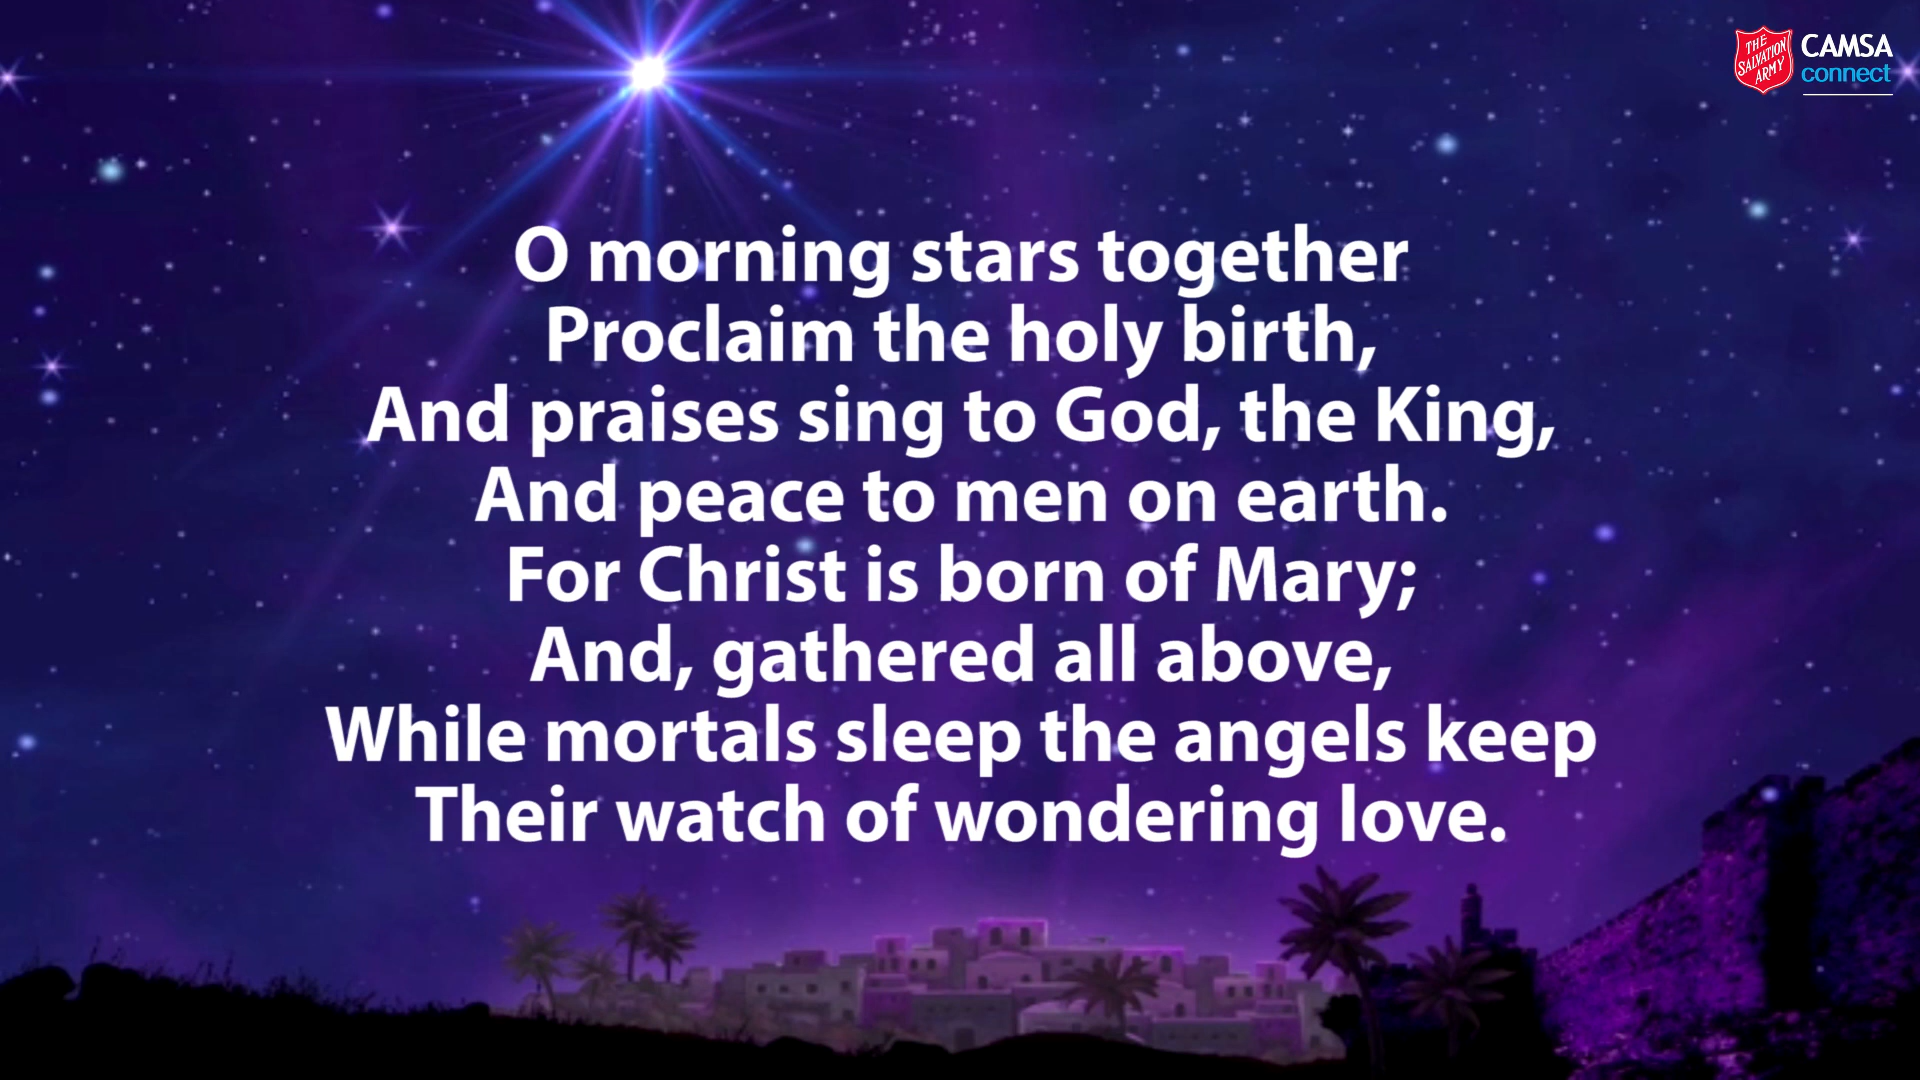 THE
SALVATION
ARMY
CAMSA
connect
O morning stars together
Proclaim the holy birth,
And praises sing to God, the King,
And peace to men on earth.
For Christ is born of Mary;
And, gathered all above,
While mortals sleep the angels keep
Their watch of wondering love.